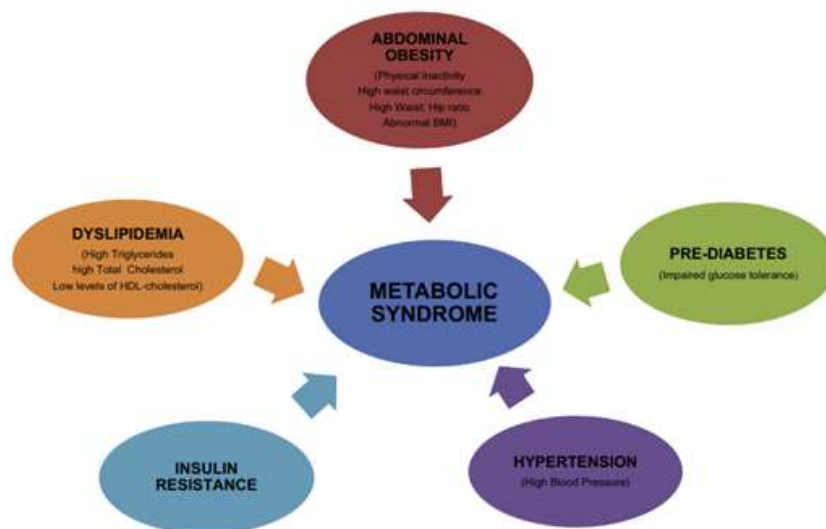 ABDOMINAL
OBESITY
(Physical Inactivity
High waist circumference
High Waist: Hip ratio
Abnormal BMI)
DYSLIPIDEMIA
(High Triglycerides
high Total Cholesterol
Low levels of HDL-cholesterol)
PRE-DIABETES
(Impaired glucose tolerance)
METABOLIC
SYNDROME
INSULIN
RESISTANCE
HYPERTENSION
(High Blood Pressure)